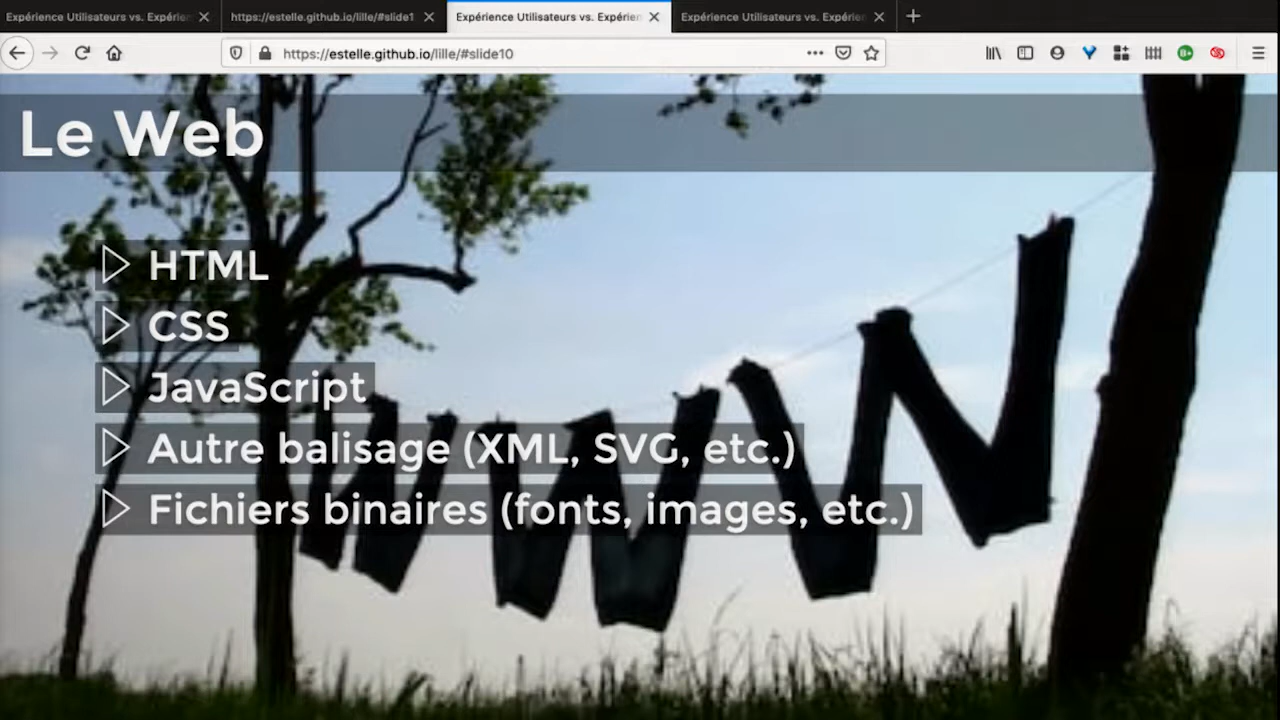 Expérience Utilisateurs vs. Expérien
https://estelle.github.io/lille/#slide1
Expérience Utilisateurs vs. Expérien
Expérience Utilisateurs vs. Expérien
https://estelle.github.io/lille/#slide10
Le Web
HTML
CSS
JavaScript
Autre balisage (XML, SVG, etc.)
Fichiers binaires (fonts, images, etc.)